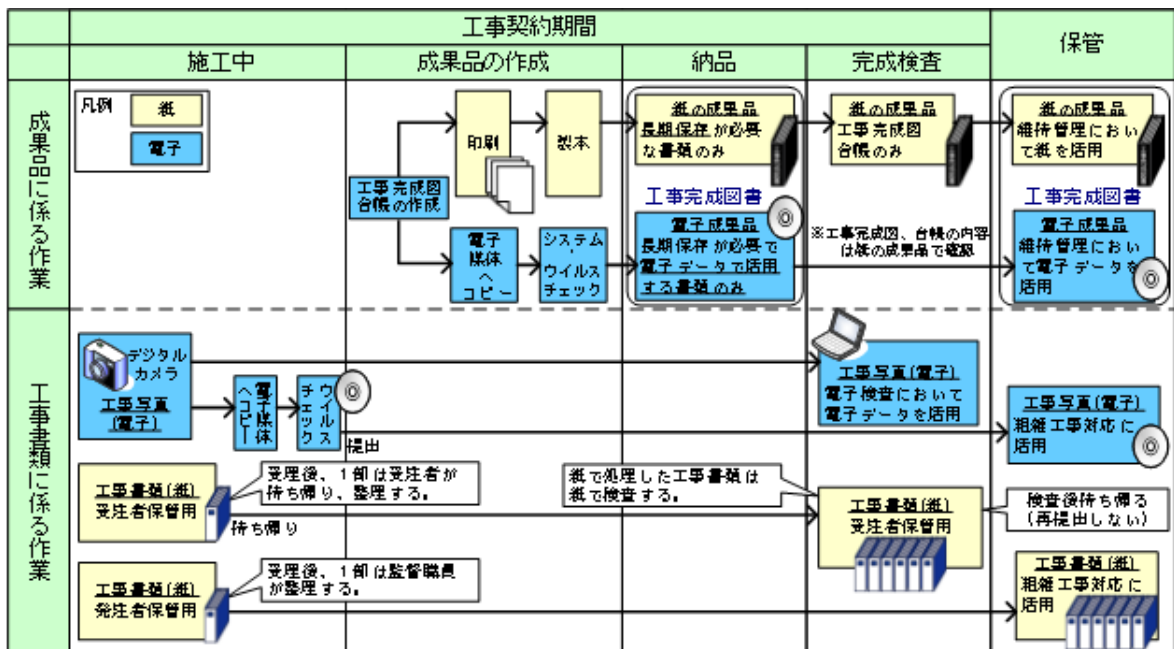 工事契約期間
保管
施工中
成果品の作成
納品
完成検査
成果品に係る作業
凡例
紙
電子
工事完成図
台帳の作成
印刷
製本
電子
媒体
へ
コピー
システム
・
ウイルス
チェック
紙の成果品
長期保存が必要
な書類のみ
工事完成図書
電子成果品
長期保存が必要で
電子データで活用
する書類のみ
紙の成果品
工事完成図
台帳のみ
※工事完成図、台帳の内容
は紙の成果品で確認
紙の成果品
維持管理におい
て紙を活用
工事完成図書
電子成果品
維持管理におい
て電子データを
活用
工事書類に係る作業
デジタル
カメラ
工事写真
(電子)
電子媒体
へコピー
ウイルス
チェック
提出
工事写真(電子)
電子検査において
電子データを活用
工事写真(電子)
粗雑工事対応に
活用
工事書類(紙)
受注者保管用
受理後、1部は受注者が
持ち帰り、整理する。
持ち帰り
紙で処理した工事書類は
紙で検査する。
工事書類(紙)
受注者保管用
検査後持ち帰る
(再提出しない)
工事書類(紙)
発注者保管用
受理後、1部は監督職員
が整理する。
工事書類(紙)
粗雑工事対応に
活用